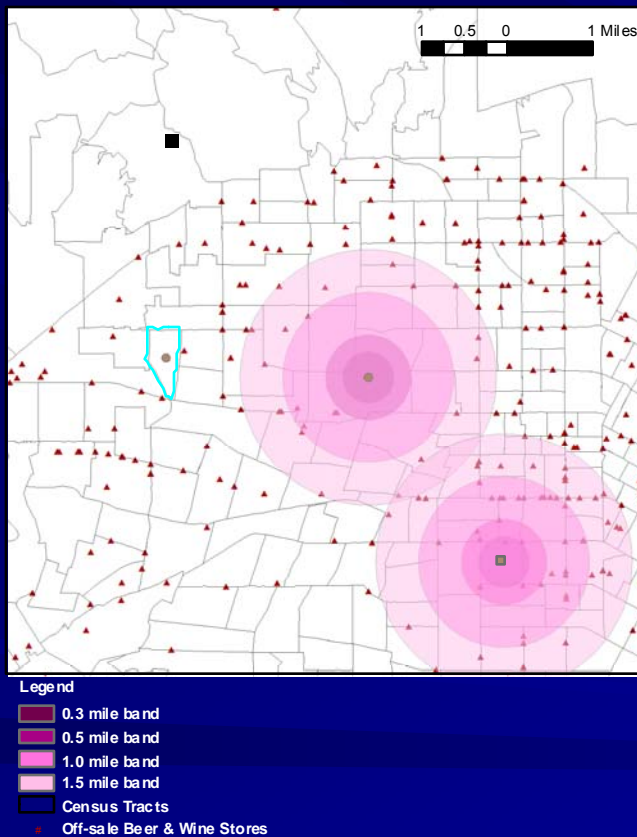 1 0.5 0 1 Miles
Legend
0.3 mile band
0.5 mile band
1.0 mile band
1.5 mile band
Census Tracts
# Off-sale Beer & Wine Stores